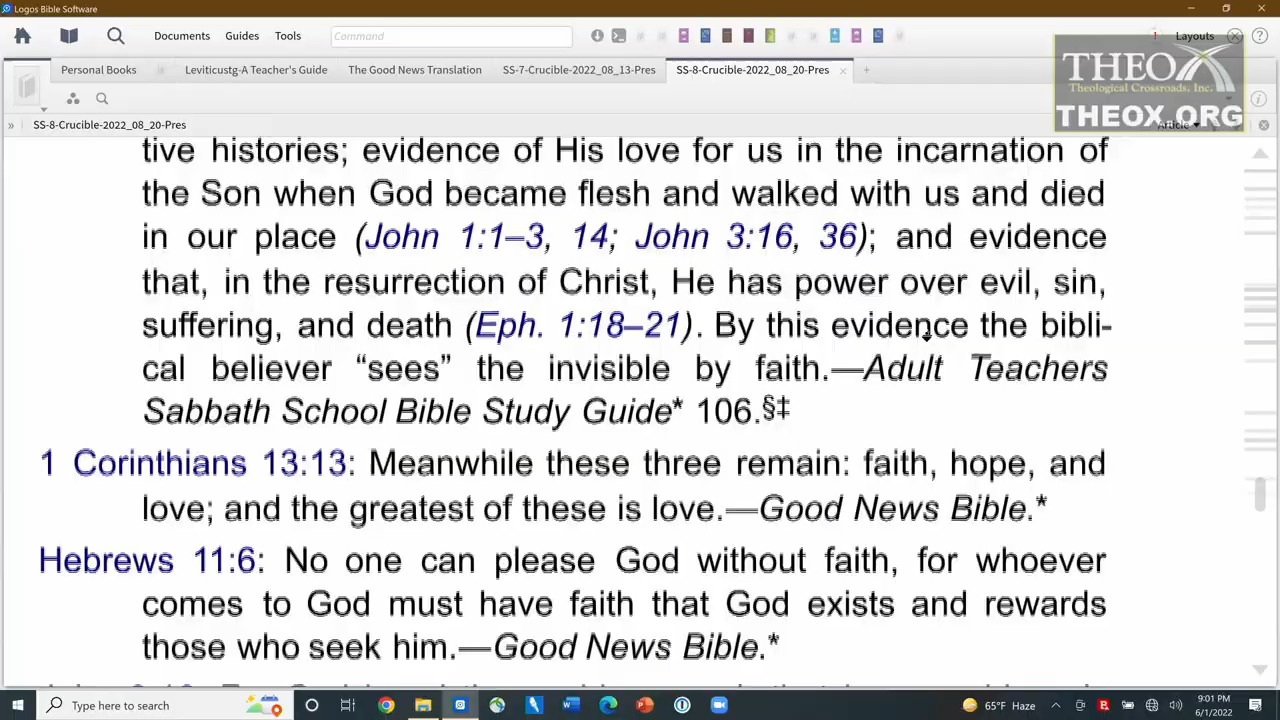 Logos Bible Software
Documents Guides Tools Command Layouts
Personal Books Leviticustg-A Teacher's Guide The Good News Translation SS-7-Crucible-2022_08_13-Pres SS-8-Crucible-2022_08_20-Pres
THEOX
Theological Crossroads, Inc.
THEOX.ORG
SS-8-Crucible-2022_08_20-Pres Article
tive histories; evidence of His love for us in the incarnation of
the Son when God became flesh and walked with us and died
in our place (John 1:1–3, 14; John 3:16, 36); and evidence
that, in the resurrection of Christ, He has power over evil, sin,
suffering, and death (Eph. 1:18–21). By this evidence the bibli-
cal believer “sees” the invisible by faith.—Adult Teachers
Sabbath School Bible Study Guide* 106.§‡
1 Corinthians 13:13: Meanwhile these three remain: faith, hope, and
love; and the greatest of these is love.—Good News Bible.*
Hebrews 11:6: No one can please God without faith, for whoever
comes to God must have faith that God exists and rewards
those who seek him.—Good News Bible.*
Type here to search 65°F Haze 9:01 PM
6/1/2022